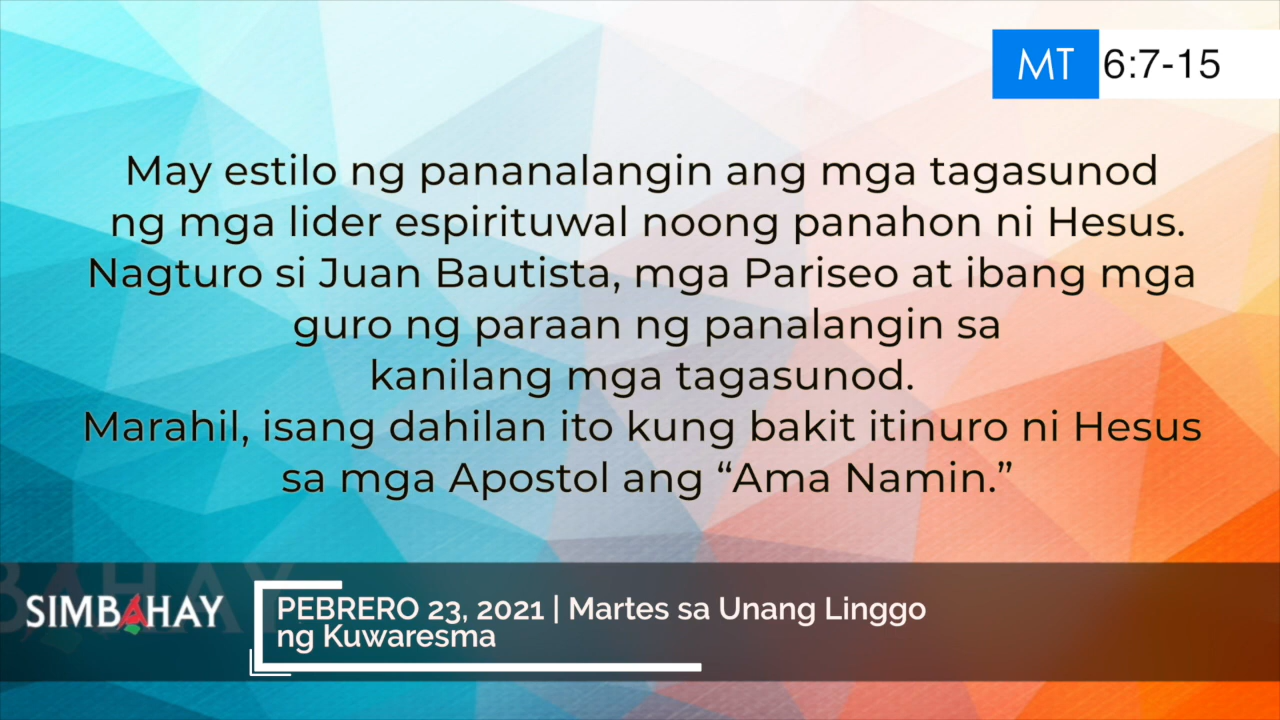 MT 6:7-15
May estilo ng pananalangin ang mga tagasunod
ng mga lider espirituwal noong panahon ni Hesus.
Nagturo si Juan Bautista, mga Pariseo at ibang mga
guro ng paraan ng panalangin sa
kanilang mga tagasunod.
Marahil, isang dahilan ito kung bakit itinuro ni Hesus
sa mga Apostol ang “Ama Namin.”
SIMBAHAY
PEBRERO 23, 2021 | Martes sa Unang Linggo
ng Kuwaresma